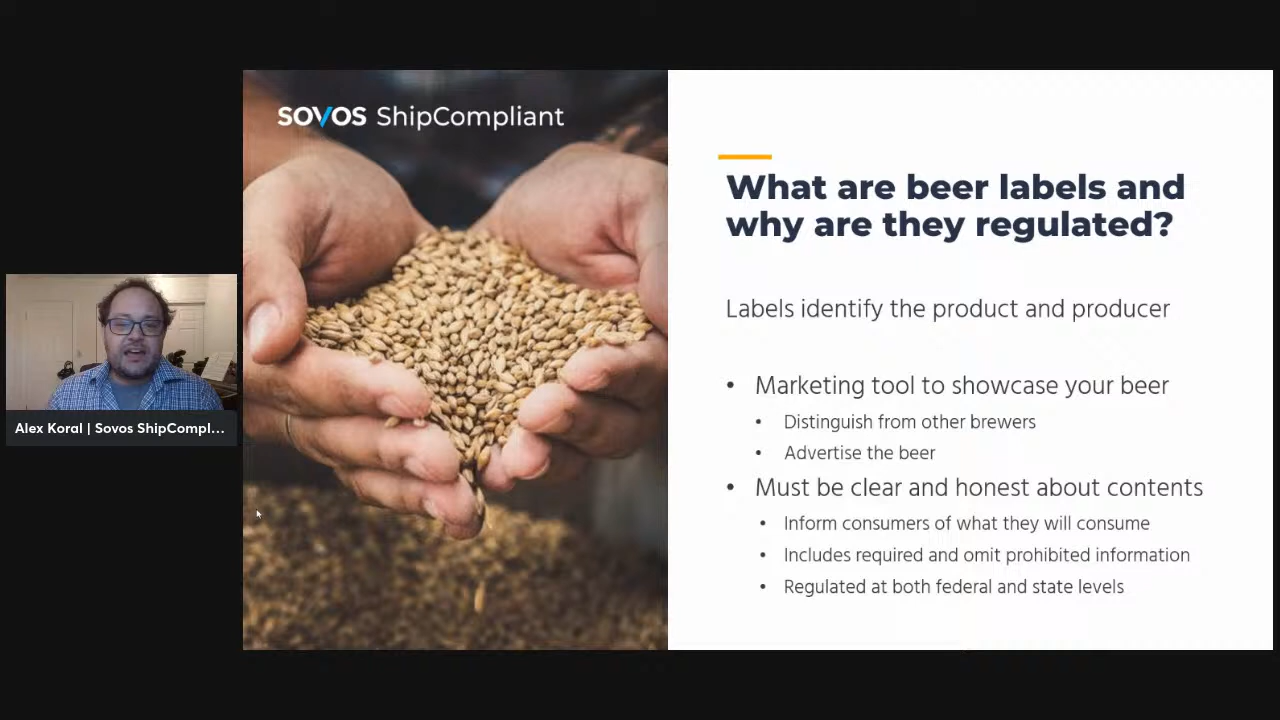 SOVOS ShipCompliant
What are beer labels and
why are they regulated?
Labels identify the product and producer
• Marketing tool to showcase your beer
• Distinguish from other brewers
• Advertise the beer
• Must be clear and honest about contents
• Inform consumers of what they will consume
• Includes required and omit prohibited information
• Regulated at both federal and state levels
Alex Koral | Sovos ShipCompl...